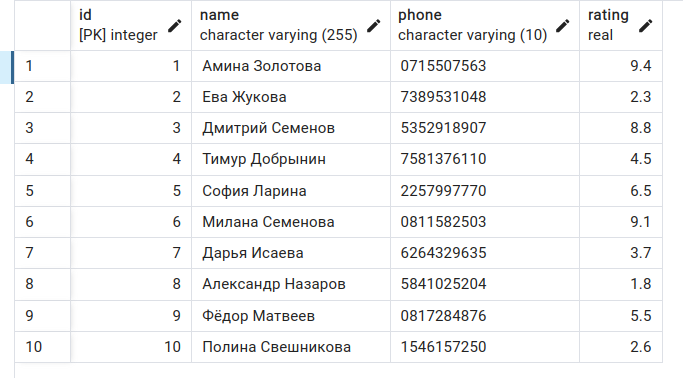 id name phone rating
[PK] integer character varying (255) character varying (10) real
1 1 Амина Золотова 0715507563 9.4
2 2 Ева Жукова 7389531048 2.3
3 3 Дмитрий Семенов 5352918907 8.8
4 4 Тимур Добрынин 7581376110 4.5
5 5 София Ларина 2257997770 6.5
6 6 Милана Семенова 0811582503 9.1
7 7 Дарья Исаева 6264329635 3.7
8 8 Александр Назаров 5841025204 1.8
9 9 Фёдор Матвеев 0817284876 5.5
10 10 Полина Свешникова 1546157250 2.6